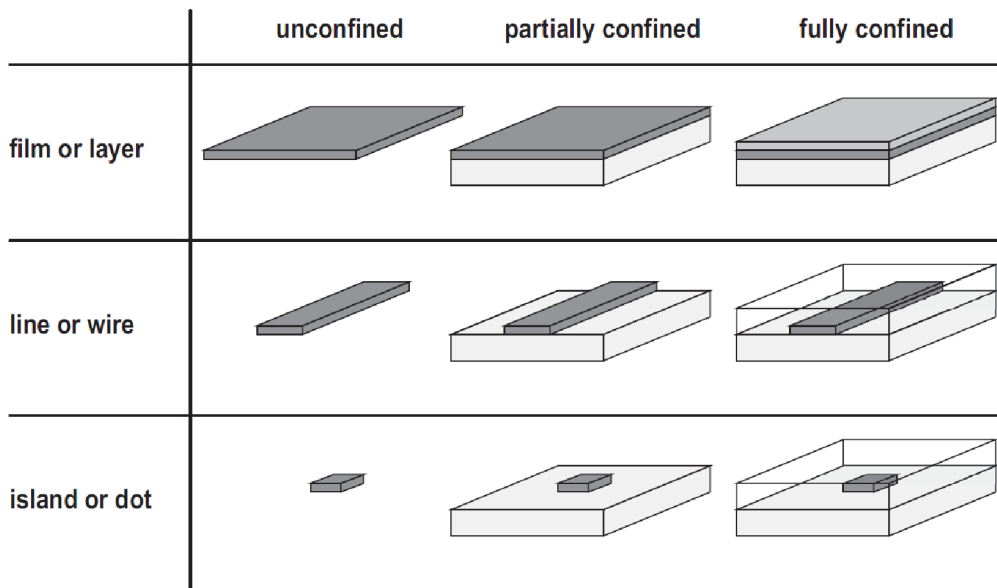 unconfined partially confined fully confined
film or layer
line or wire
island or dot